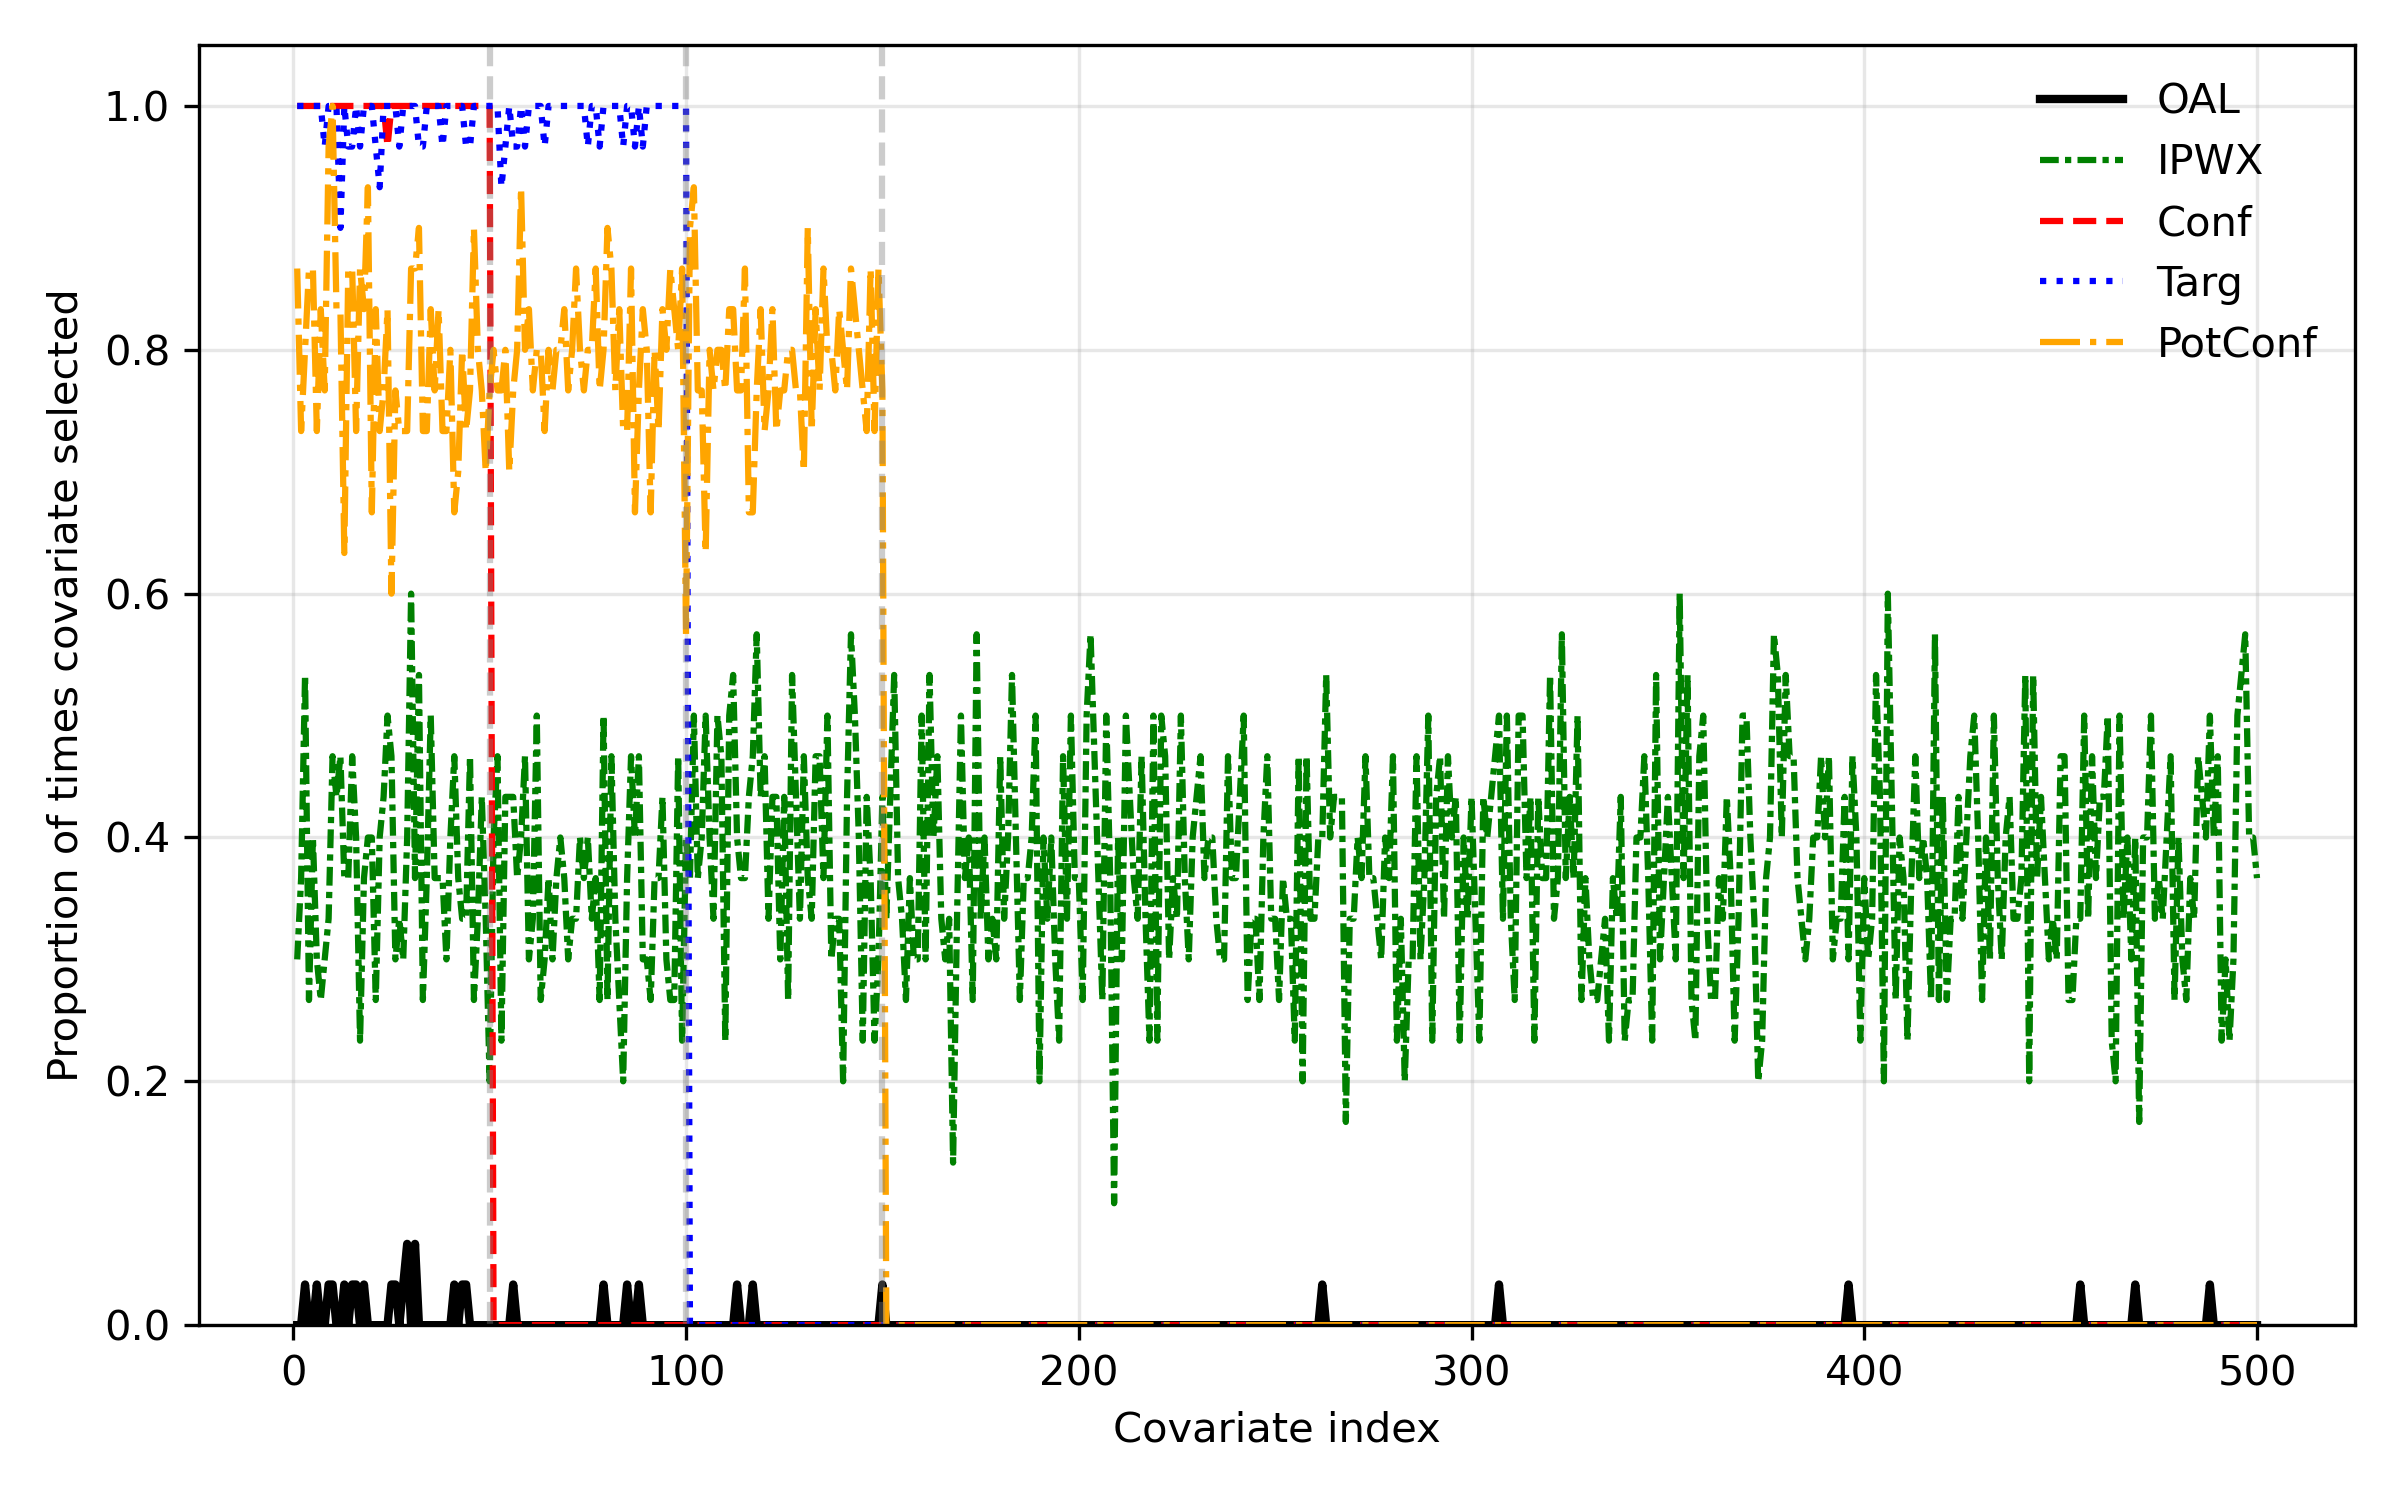 Proportion of times covariate selected
1.0
0.8
0.6
0.4
0.2
0.0
0 100 200 300 400 500
Covariate index
OAL
IPWX
Conf
Targ
PotConf